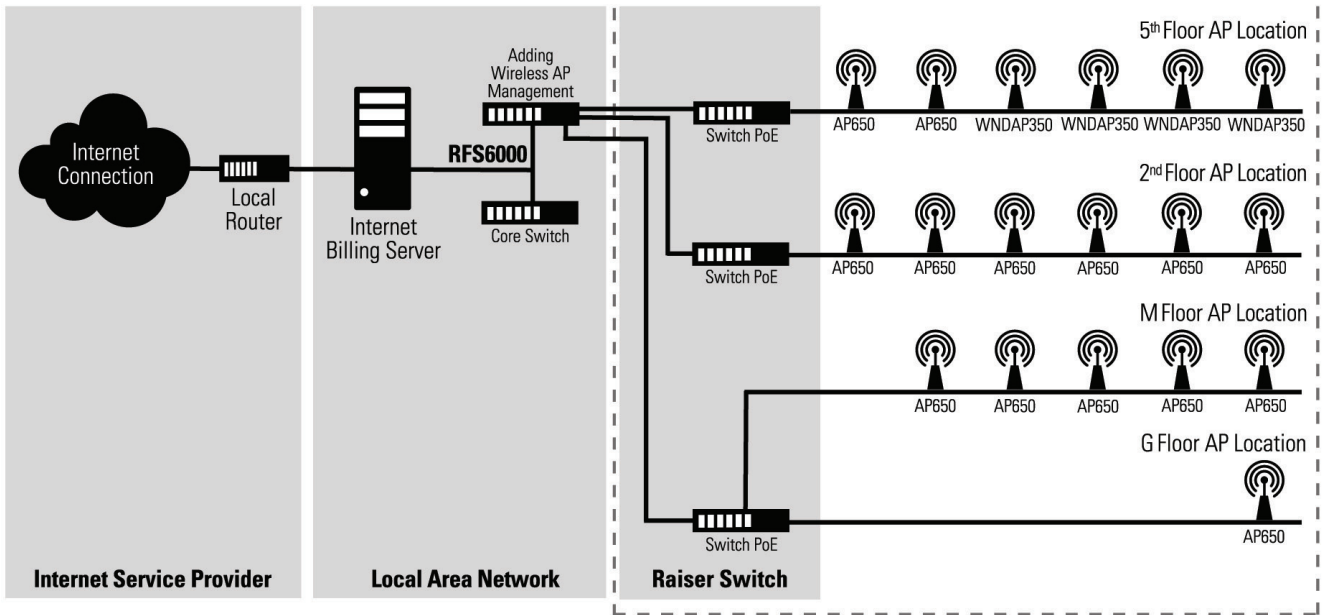 Internet
Connection
Local
Router
Internet
Billing Server
RFS6000
Adding
Wireless AP
Management
Core Switch
Switch PoE
5th Floor AP Location
AP650 AP650 WNDAP350 WNDAP350 WNDAP350 WNDAP350
Switch PoE
2nd Floor AP Location
AP650 AP650 AP650 AP650 AP650 AP650
M Floor AP Location
AP650 AP650 AP650 AP650 AP650
G Floor AP Location
Switch PoE
AP650
Internet Service Provider
Local Area Network
Raiser Switch